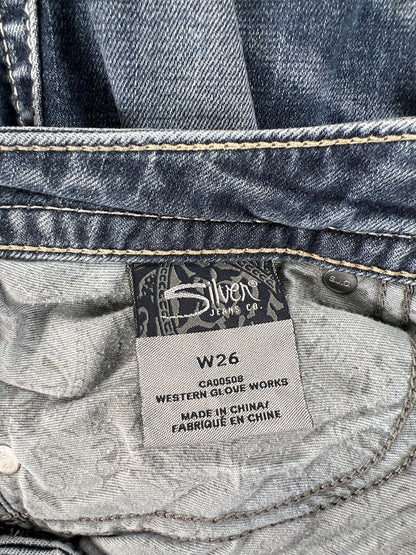 Silver®
JEANS CO.
W26
CA00508
WESTERN GLOVE WORKS
MADE IN CHINA/
FABRIQUÉ EN CHINE